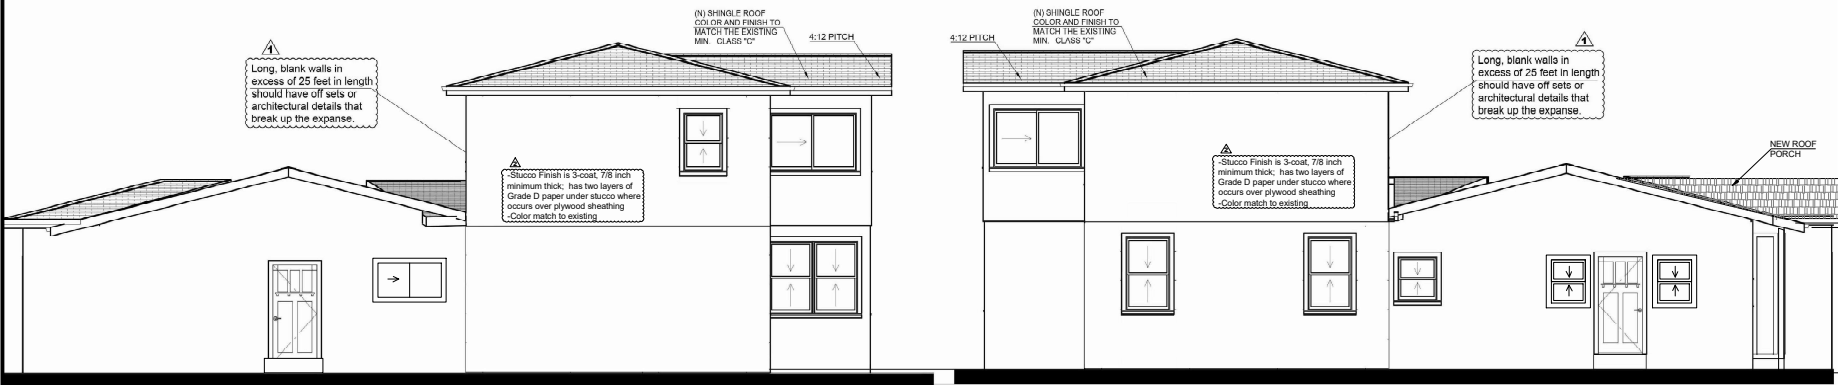 (N) SHINGLE ROOF
COLOR AND FINISH TO
MATCH THE EXISTING
MIN. CLASS "C"
4:12 PITCH
1
Long, blank walls in
excess of 25 feet in length
should have off sets or
architectural details that
break up the expanse.
2
-Stucco Finish is 3-coat, 7/8 inch
minimum thick; has two layers of
Grade D paper under stucco where
occurs over plywood sheathing
-Color match to existing
(N) SHINGLE ROOF
COLOR AND FINISH TO
MATCH THE EXISTING
MIN. CLASS "C"
4:12 PITCH
1
Long, blank walls in
excess of 25 feet in length
should have off sets or
architectural details that
break up the expanse.
2
-Stucco Finish is 3-coat, 7/8 inch
minimum thick; has two layers of
Grade D paper under stucco where
occurs over plywood sheathing
-Color match to existing
NEW ROOF
PORCH